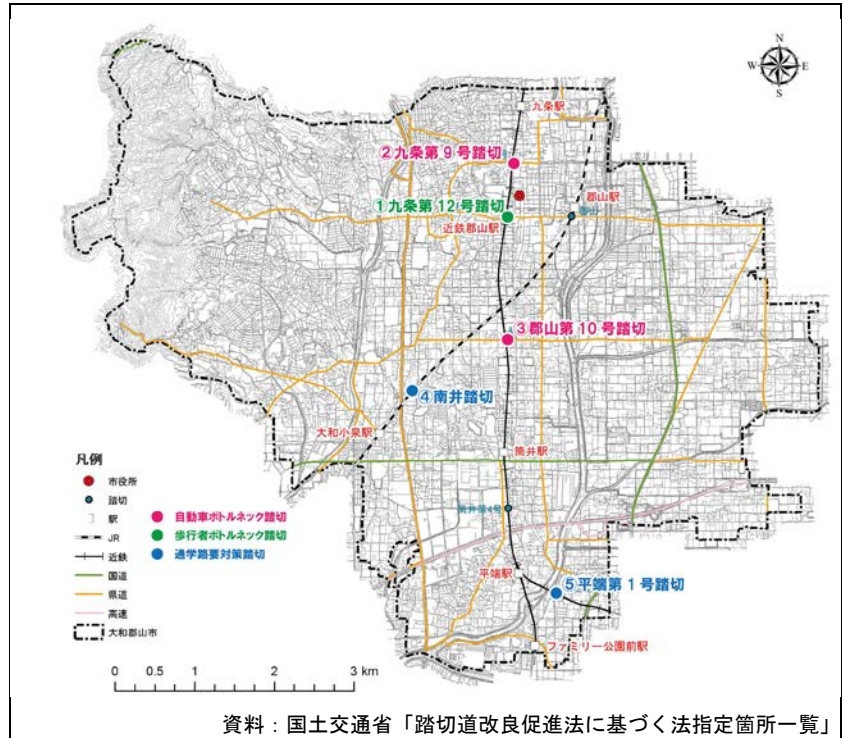 N
W
E
S
九条駅
2九条第9号踏切
郡山駅
郡山
1九条第12号踏切
近鉄郡山駅
3郡山第10号踏切
4南井踏切
大和小泉駅
筒井駅
筒井第4号
平端駅
5平端第1号踏切
ファミリー公園前駅
凡例
市役所
踏切
駅
JR
近鉄
国道
県道
高速
大和郡山市
自動車ボトルネック踏切
歩行者ボトルネック踏切
通学路要対策踏切
0 0.5 1 2 3 km
資料：国土交通省「踏切道改良促進法に基づく法指定箇所一覧」